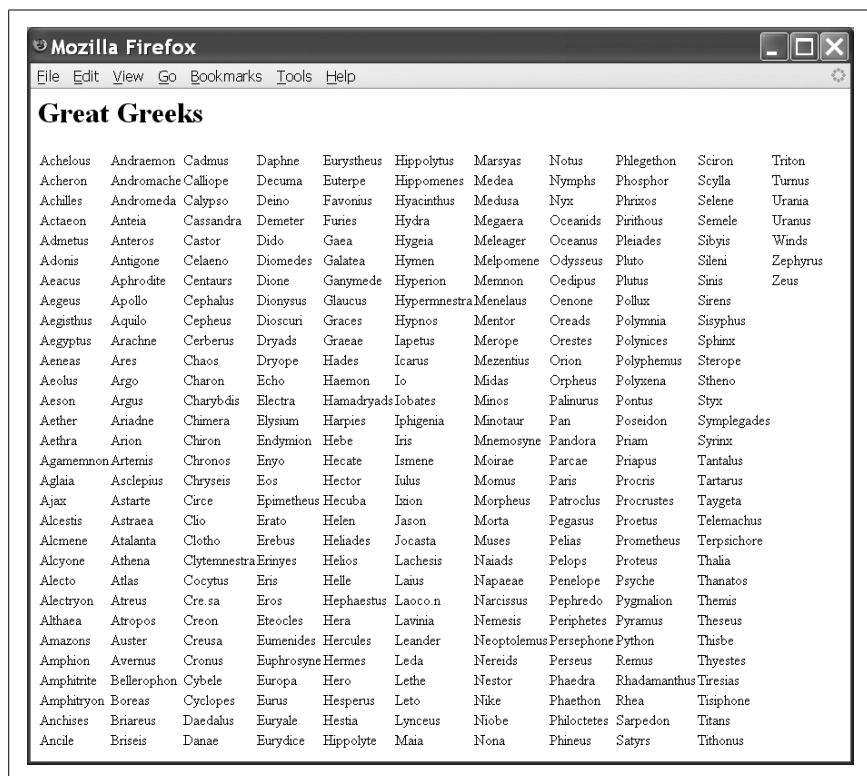 Mozilla Firefox
File Edit View Go Bookmarks Tools Help
Great Greeks
Achelous Andraemon Cadmus Daphne Eurystheus Hippolytus Marsyas Notus Phlegethon Sciron Triton
Acheron Andromache Calliope Decuma Euterpe Hippomenes Medea Nymphs Phosphor Scylla Turnus
Achilles Andromeda Calypso Deino Favonius Hyacinthus Medusa Nyx Phrixos Selene Urania
Actaeon Anteia Cassandra Demeter Furies Hydra Megaera Oceanids Pirithous Semele Uranus
Admetus Anteros Castor Dido Gaea Hygeia Meleager Oceanus Pleiades Sibyis Winds
Adonis Antigone Celaeno Diomedes Galatea Hymen Melpomene Odysseus Pluto Sileni Zephyrus
Aeacus Aphrodite Centaurs Dione Ganymede Hyperion Memnon Oedipus Plutus Sinis Zeus
Aegeus Apollo Cephalus Dionysus Glaucus Hypermnestra Menelaus Oenone Pollux Sirens
Aegisthus Aquilo Cepheus Dioscuri Graces Hypnos Mentor Oreads Polymnia Sisyphus
Aegyptus Arachne Cerberus Dryads Graeae Iapetus Merope Orestes Polynices Sphinx
Aeneas Ares Chaos Dryope Hades Icarus Mezentius Orion Polyphemus Sterope
Aeolus Argo Charon Echo Haemon Io Midas Orpheus Polyxena Stheno
Aeson Argus Charybdis Electra Hamadryads Iobates Minos Palinurus Pontus Styx
Aether Ariadne Chimera Elysium Harpies Iphigenia Minotaur Pan Poseidon Symplegades
Aethra Arion Chiron Endymion Hebe Iris Mnemosyne Pandora Priam Syrinx
Agamemnon Artemis Chronos Enyo Hecate Ismene Moirae Parcae Priapus Tantalus
Aglaia Asclepius Chryseis Eos Hector Iulus Momus Paris Procris Tartarus
Ajax Astarte Circe Epimetheus Hecuba Ixion Morpheus Patroclus Procrustes Taygeta
Alcestis Astraea Clio Erato Helen Jason Morta Pegasus Proetus Telemachus
Alcmene Atalanta Clotho Erebus Heliades Jocasta Muses Pelias Prometheus Terpsichore
Alcyone Athena Clytemnestra Erinyes Helios Lachesis Naiads Pelops Proteus Thalia
Alecto Atlas Cocytus Eris Helle Laius Napaeae Penelope Psyche Thanatos
Alectryon Atreus Cre.sa Eros Hephaestus Laoco.n Narcissus Pephredo Pygmalion Themis
Althaea Atropos Creon Eteocles Hera Lavinia Nemesis Periphetes Pyramus Theseus
Amazons Auster Creusa Eumenides Hercules Leander Neoptolemus Persephone Python Thisbe
Amphion Avernus Cronus Euphrosyne Hermes Leda Nereids Perseus Remus Thyestes
Amphitrite Bellerophon Cybele Europa Hero Lethe Nestor Phaedra Rhadamanthus Tiresias
Amphitryon Boreas Cyclopes Eurus Hesperus Leto Nike Phaethon Rhea Tisiphone
Anchises Briareus Daedalus Euryale Hestia Lynceus Niobe Philoctetes Sarpedon Titans
Ancile Briseis Danae Eurydice Hippolyte Maia Nona Phineus Satyrs Tithonus